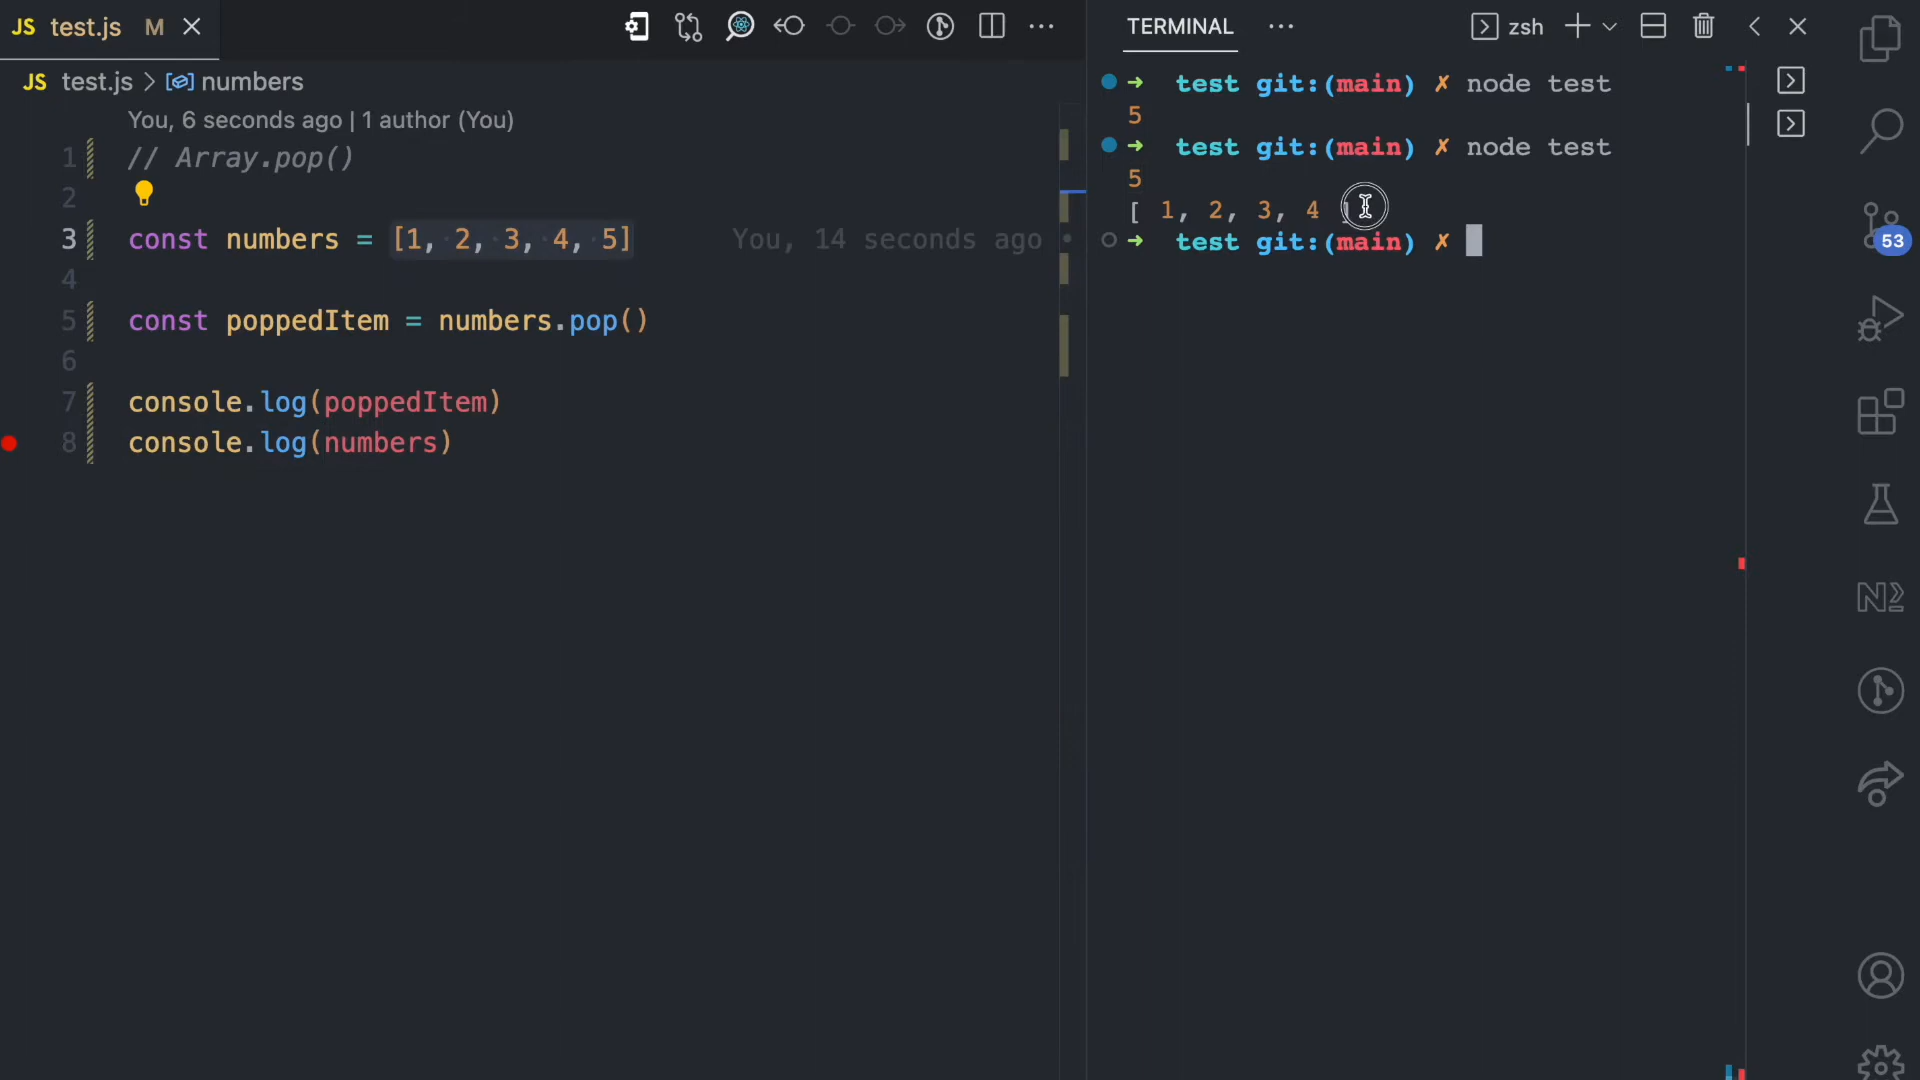 JS test.js M
TERMINAL
zsh
JS test.js > numbers
You, 6 seconds ago | 1 author (You)
1 // Array.pop()
2
3 const numbers = [1, 2, 3, 4, 5] You, 14 seconds ago •
4
5 const poppedItem = numbers.pop()
6
7 console.log(poppedItem)
8 console.log(numbers)
➜ test git:(main) ✗ node test
5
➜ test git:(main) ✗ node test
5
[ 1, 2, 3, 4 ]
➜ test git:(main) ✗
53